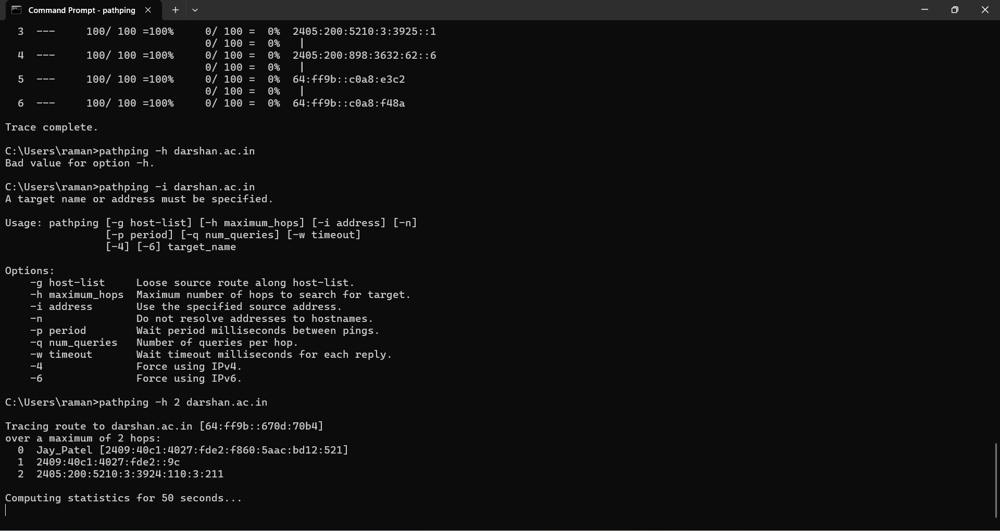 Command Prompt - pathping
  3  ---     100/ 100 =100%     0/ 100 =  0%  2405:200:5210:3:3925::1
                                0/ 100 =  0%   |
  4  ---     100/ 100 =100%     0/ 100 =  0%  2405:200:898:3632:62::6
                                0/ 100 =  0%   |
  5  ---     100/ 100 =100%     0/ 100 =  0%  64:ff9b::c0a8:e3c2
                                0/ 100 =  0%   |
  6  ---     100/ 100 =100%     0/ 100 =  0%  64:ff9b::c0a8:f48a

Trace complete.

C:\Users\raman>pathping -h darshan.ac.in
Bad value for option -h.

C:\Users\raman>pathping -i darshan.ac.in
A target name or address must be specified.

Usage: pathping [-g host-list] [-h maximum_hops] [-i address] [-n]
                [-p period] [-q num_queries] [-w timeout]
                [-4] [-6] target_name

Options:
    -g host-list     Loose source route along host-list.
    -h maximum_hops  Maximum number of hops to search for target.
    -i address       Use the specified source address.
    -n               Do not resolve addresses to hostnames.
    -p period        Wait period milliseconds between pings.
    -q num_queries   Number of queries per hop.
    -w timeout       Wait timeout milliseconds for each reply.
    -4               Force using IPv4.
    -6               Force using IPv6.

C:\Users\raman>pathping -h 2 darshan.ac.in

Tracing route to darshan.ac.in [64:ff9b::670d:70b4]
over a maximum of 2 hops:
  0  Jay_Patel [2409:40c1:4027:fde2:f860:5aac:bd12:521]
  1  2409:40c1:4027:fde2::9c
  2  2405:200:5210:3:3924:110:3:211

Computing statistics for 50 seconds...